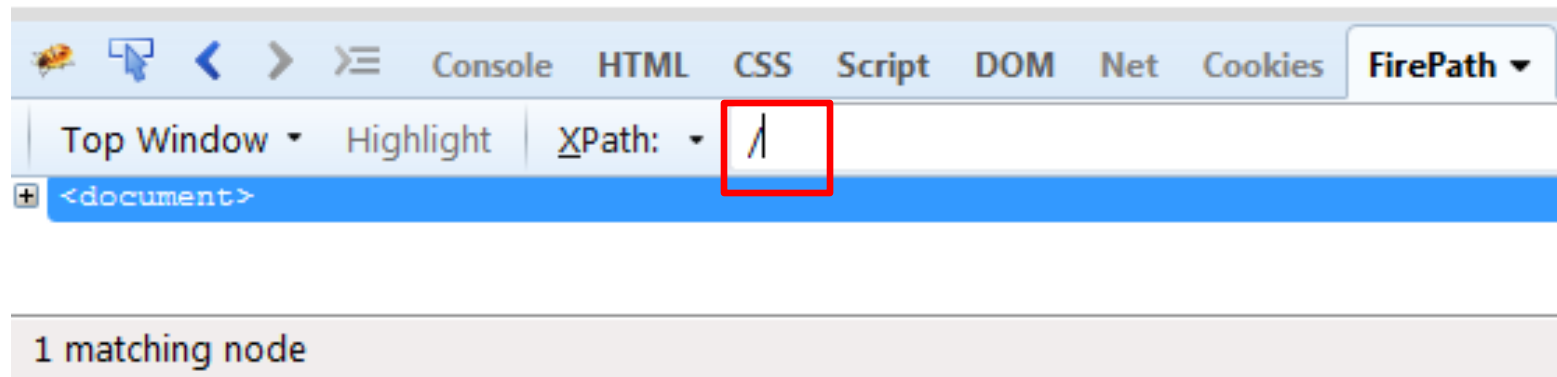 Console HTML CSS Script DOM Net Cookies FirePath
Top Window Highlight XPath: /
<document>
1 matching node